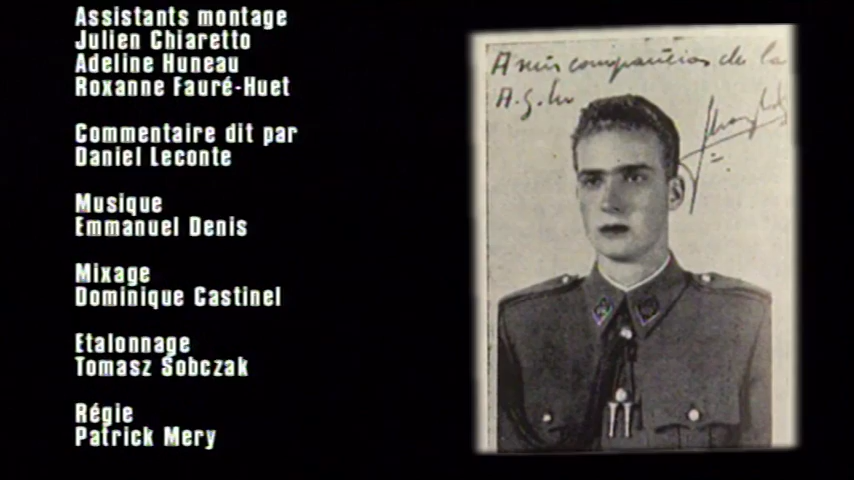 Assistants montage
Julien Chiaretto
Adeline Huneau
Roxanne Fauré-Huet
Commentaire dit par
Daniel Leconte
Musique
Emmanuel Denis
Mixage
Dominique Castinel
Etalonnage
Tomasz Sobczak
Régie
Patrick Mery
A mis compañeros de la
A.G.M